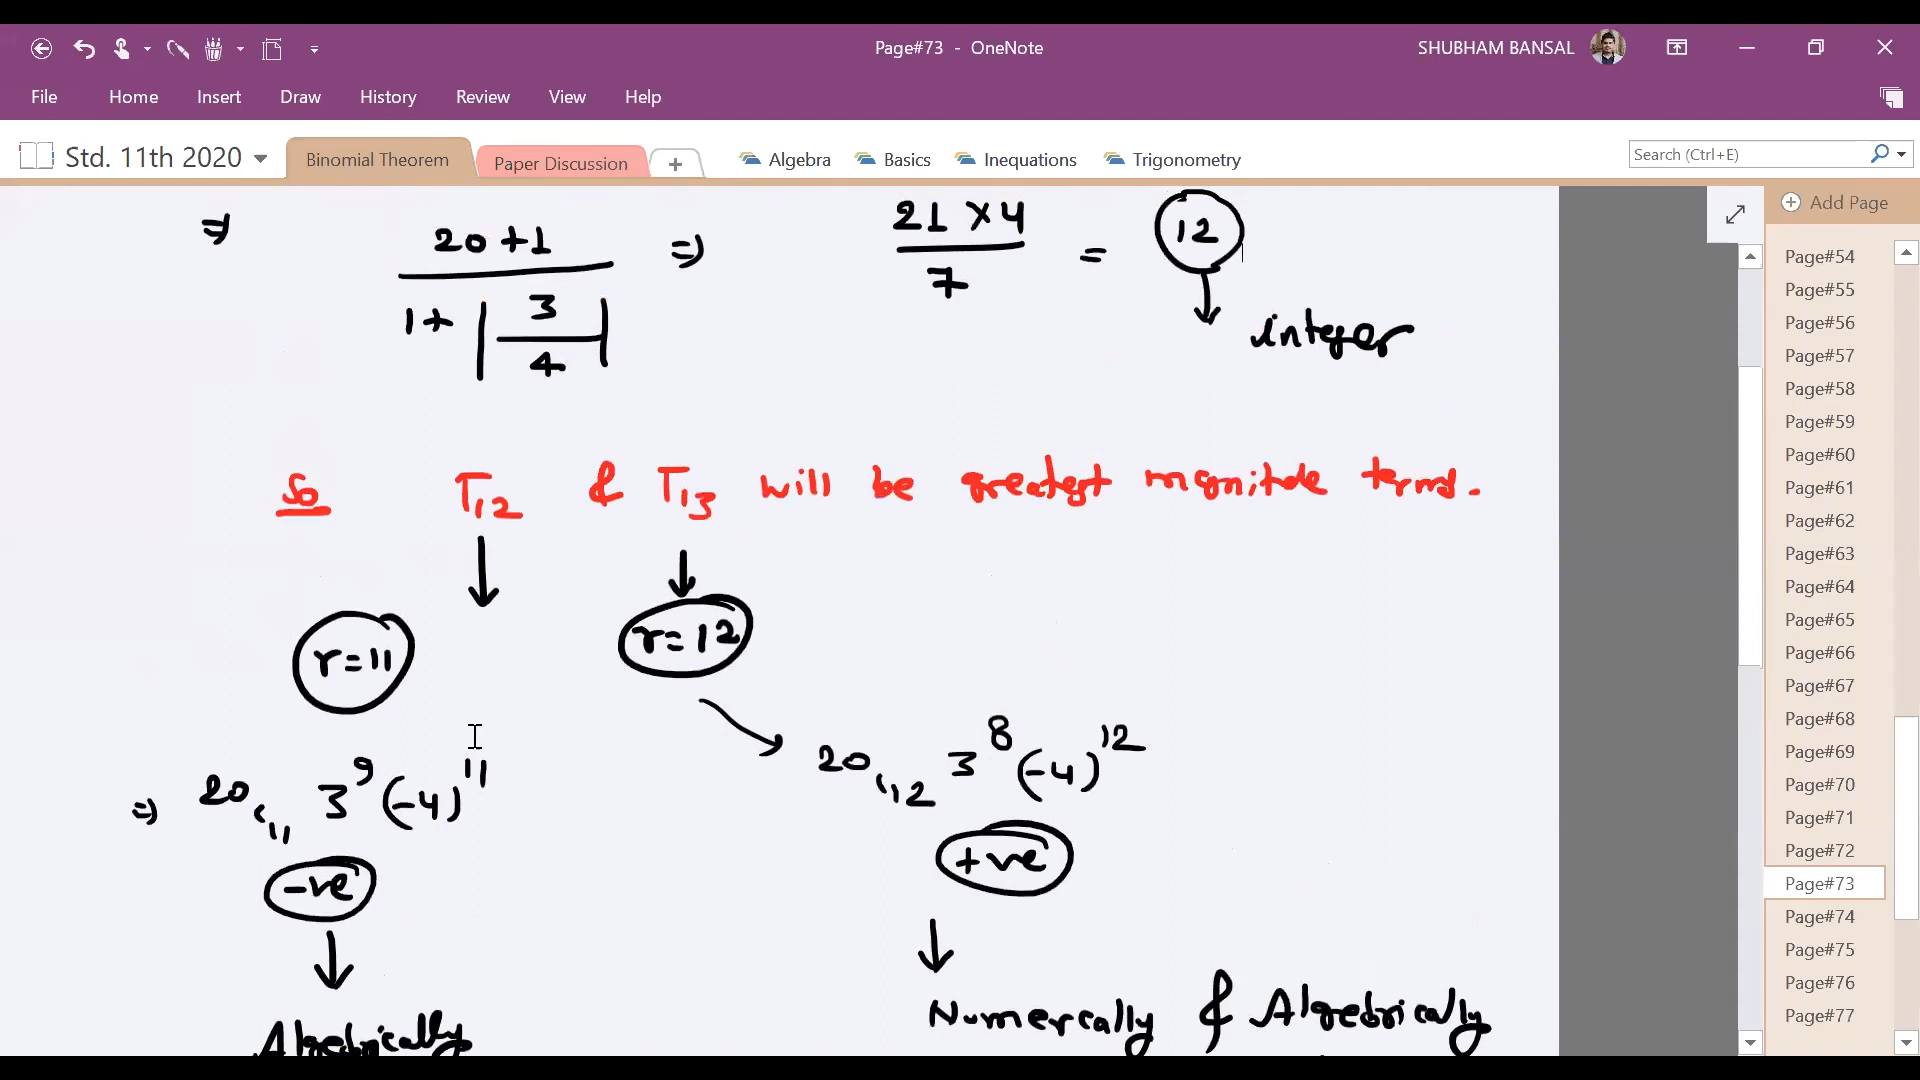 Page#73 - OneNote
SHUBHAM BANSAL
File Home Insert Draw History Review View Help
Std. 11th 2020
Binomial Theorem
Paper Discussion
+
Algebra Basics Inequations Trigonometry
Search (Ctrl+E)
Add Page
⇒ 20+1 / 1+|3/4| ⇒ 21×4 / 7 = 12
integer
So T12 & T13 will be greatest magnitude terms.
r=11 r=12
⇒ 20C11 3^9 (-4)^11
20C12 3^8 (-4)^12
-ve
+ve
Algebrically
Numercally & Algebrically
Page#54
Page#55
Page#56
Page#57
Page#58
Page#59
Page#60
Page#61
Page#62
Page#63
Page#64
Page#65
Page#66
Page#67
Page#68
Page#69
Page#70
Page#71
Page#72
Page#73
Page#74
Page#75
Page#76
Page#77